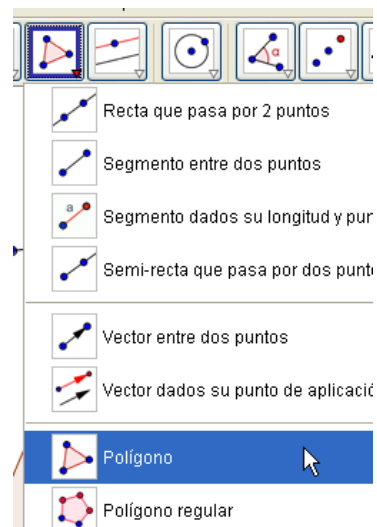 α
Recta que pasa por 2 puntos
Segmento entre dos puntos
a
Segmento dados su longitud y pun
Semi-recta que pasa por dos punt
Vector entre dos puntos
Vector dados su punto de aplicació
Polígono
Polígono regular